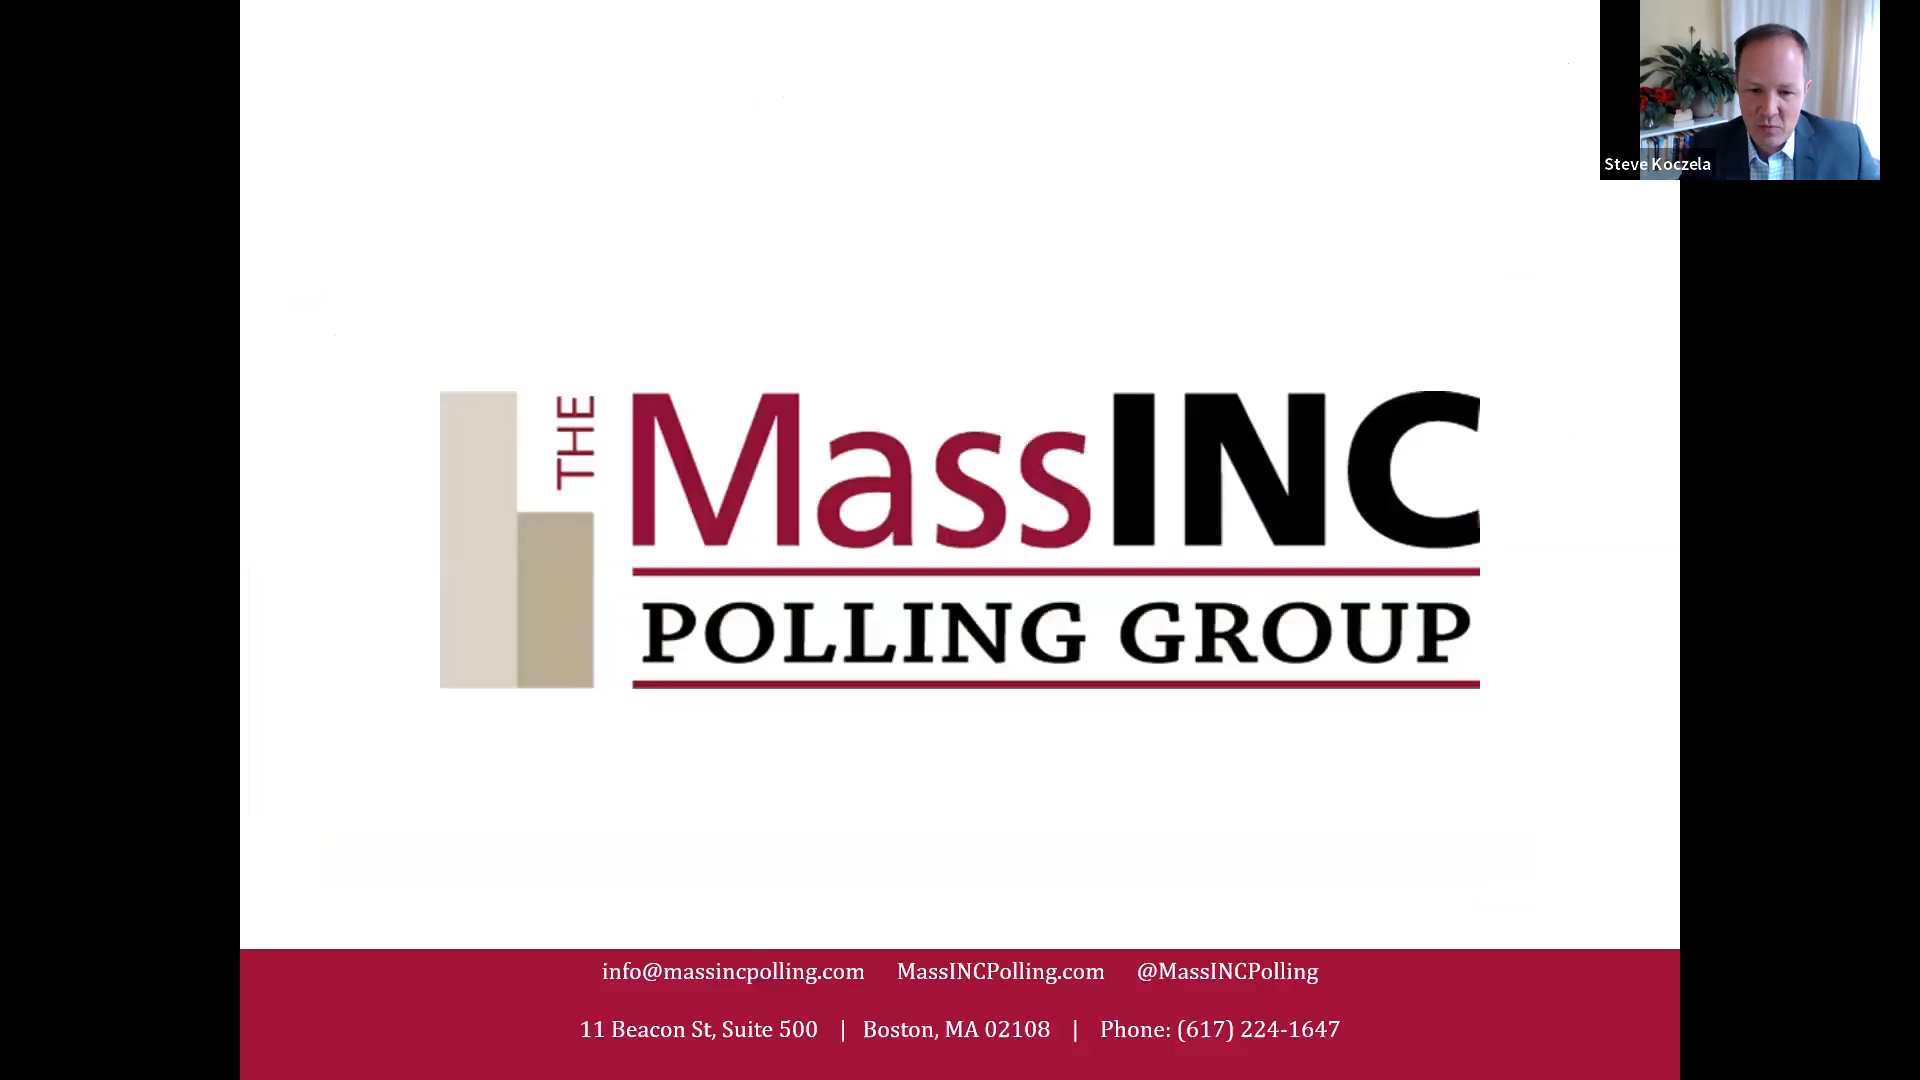 Steve Koczela
THE
MassINC
POLLING GROUP
info@massincpolling.com MassINCPolling.com @MassINCPolling
11 Beacon St, Suite 500 | Boston, MA 02108 | Phone: (617) 224-1647